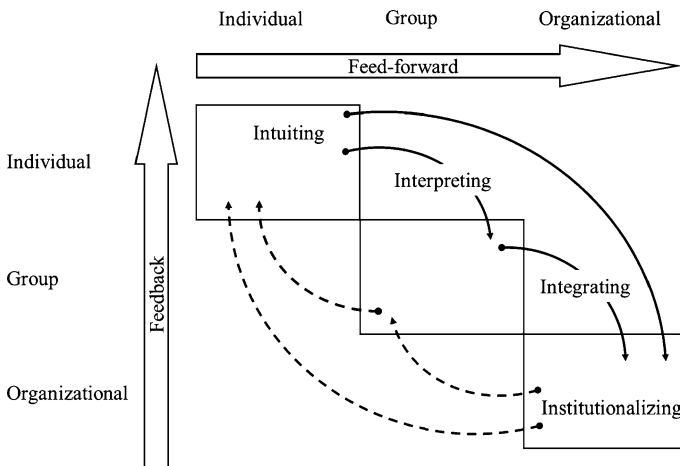 Individual
Group
Organizational
Feed-forward
Intuiting
Individual
Interpreting
Group
Feedback
Integrating
Organizational
Institutionalizing